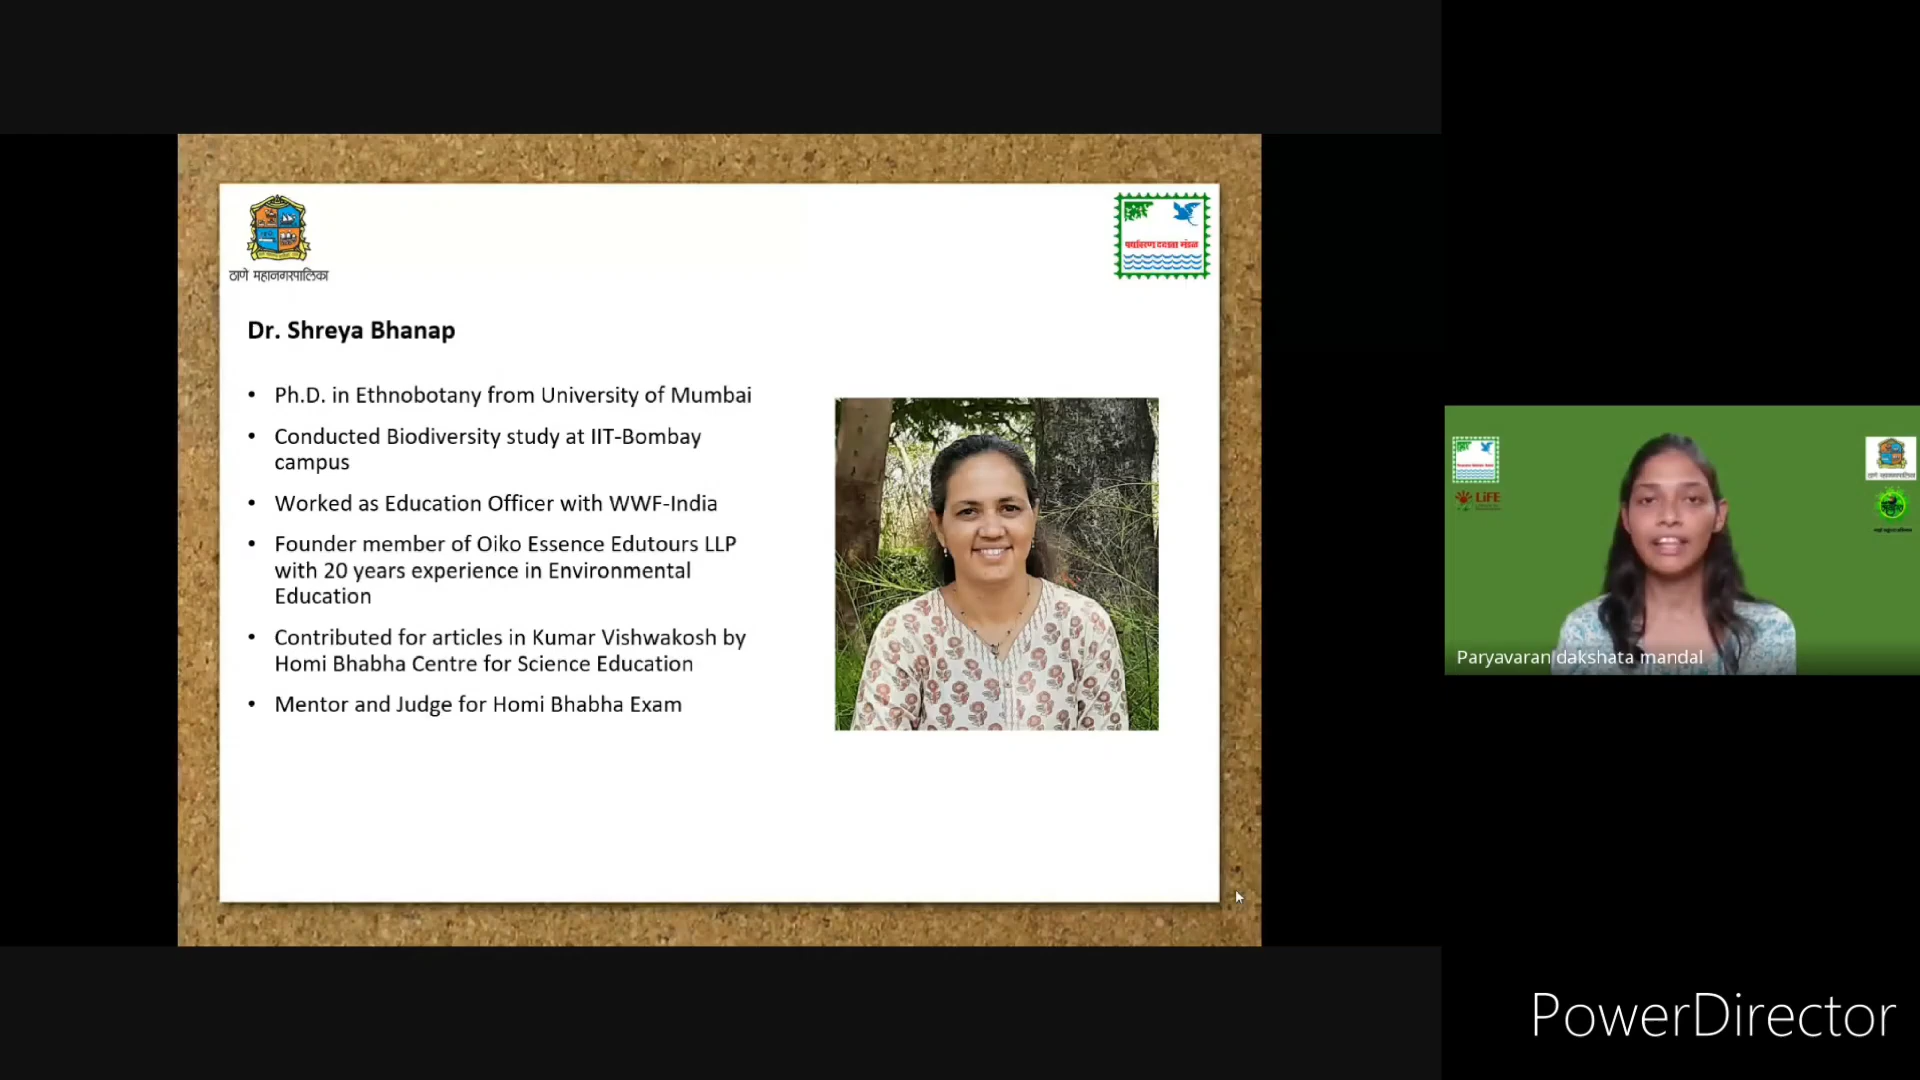 ठाणे महानगरपालिका
पर्यावरण दक्षता मंडळ
Dr. Shreya Bhanap
• Ph.D. in Ethnobotany from University of Mumbai
• Conducted Biodiversity study at IIT-Bombay
campus
• Worked as Education Officer with WWF-India
• Founder member of Oiko Essence Edutours LLP
with 20 years experience in Environmental
Education
• Contributed for articles in Kumar Vishwakosh by
Homi Bhabha Centre for Science Education
• Mentor and Judge for Homi Bhabha Exam
LiFE
Paryavaran dakshata mandal
PowerDirector